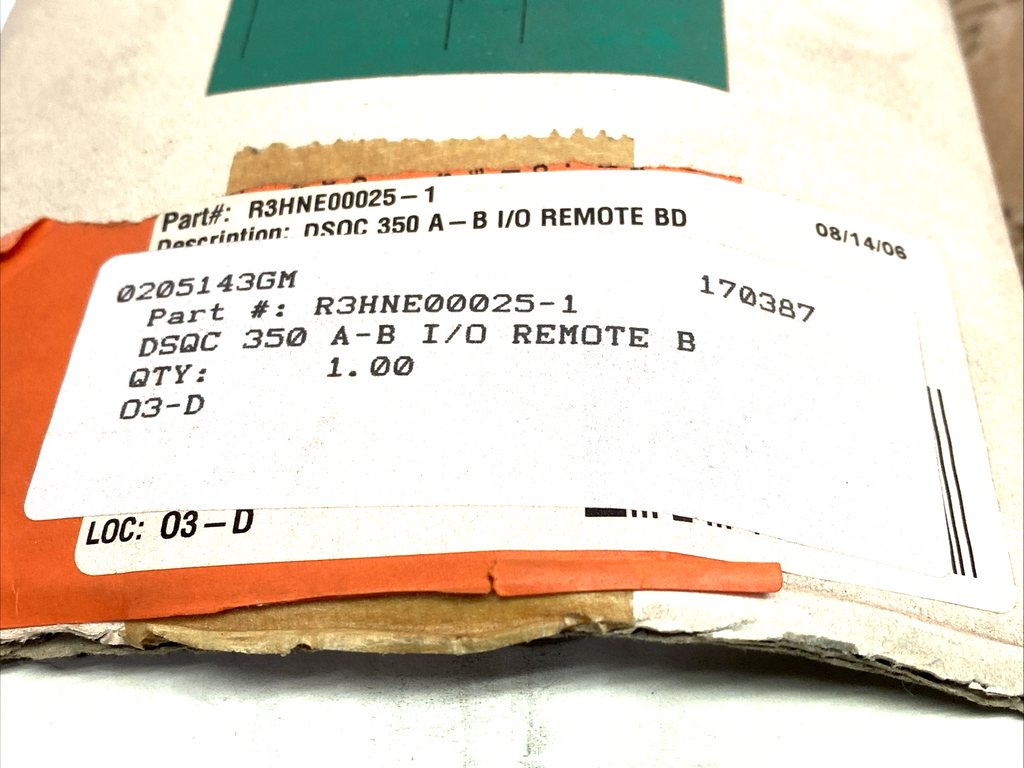 Part#: R3HNE00025-1
Description: DSQC 350 A-B I/O REMOTE BD
08/14/06
0205143GM 170387
Part #: R3HNE00025-1
DSQC 350 A-B I/O REMOTE B
QTY: 1.00
03-D
LOC: 03-D